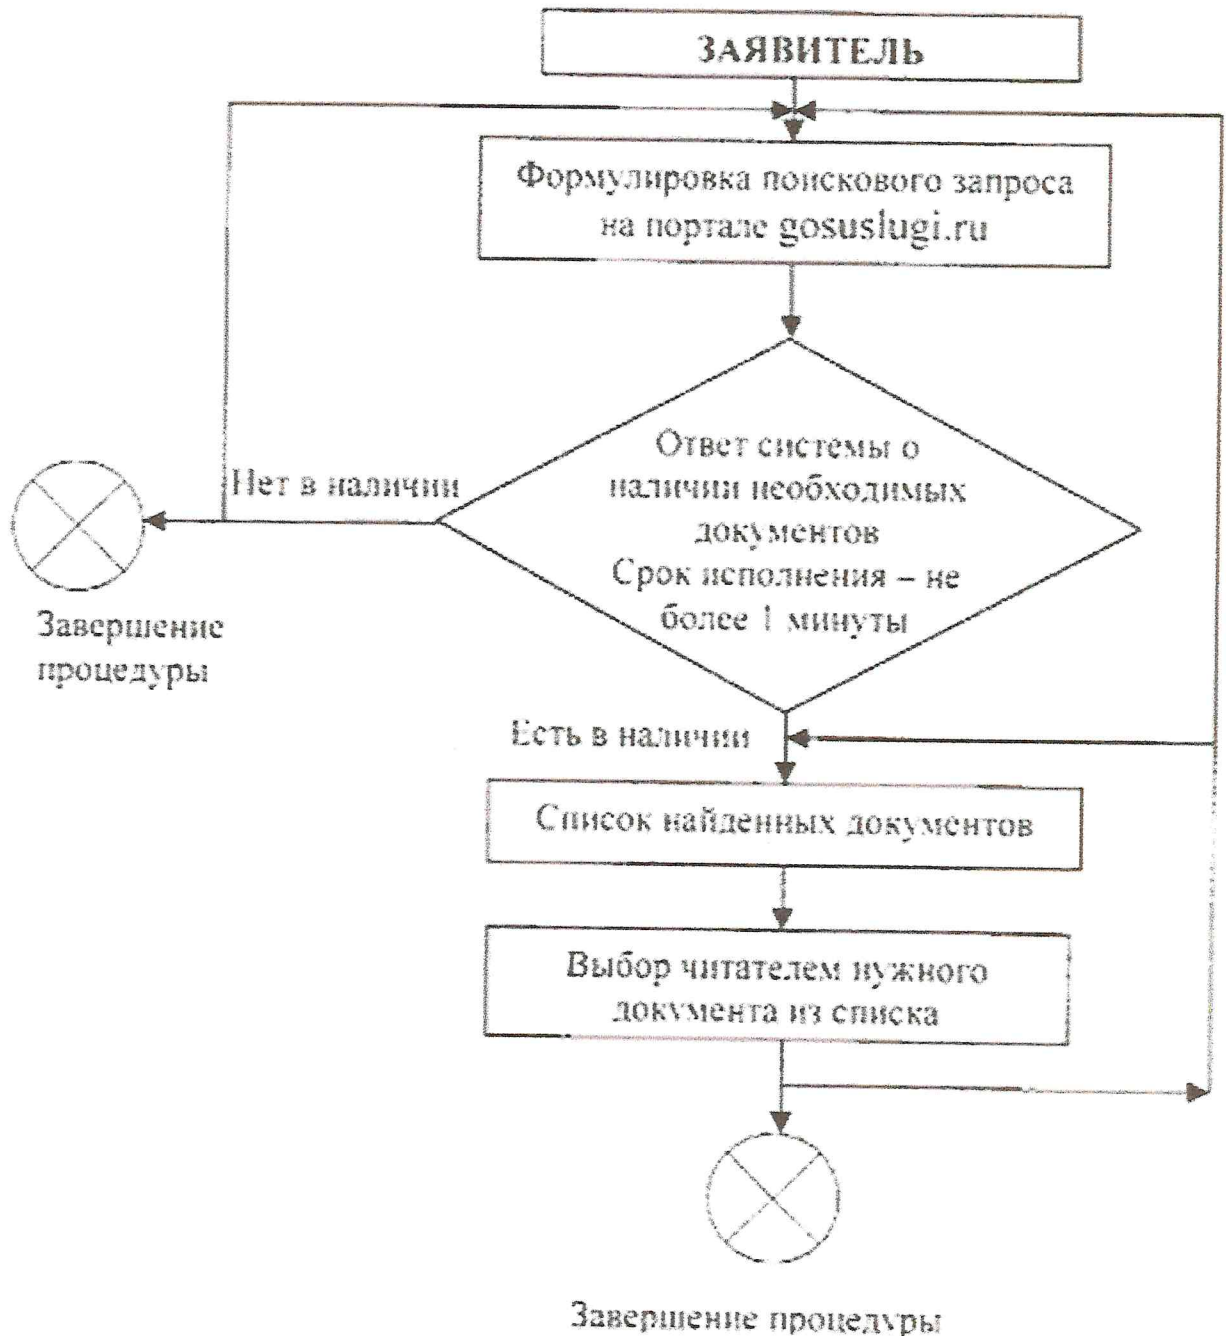 ЗАЯВИТЕЛЬ
Формулировка поискового запроса
на портале gosuslugi.ru
Ответ системы о
наличии необходимых
документов
Срок исполнения – не
более 1 минуты
Нет в наличии
Завершение
процедуры
Есть в наличии
Список найденных документов
Выбор читателем нужного
документа из списка
Завершение процедуры